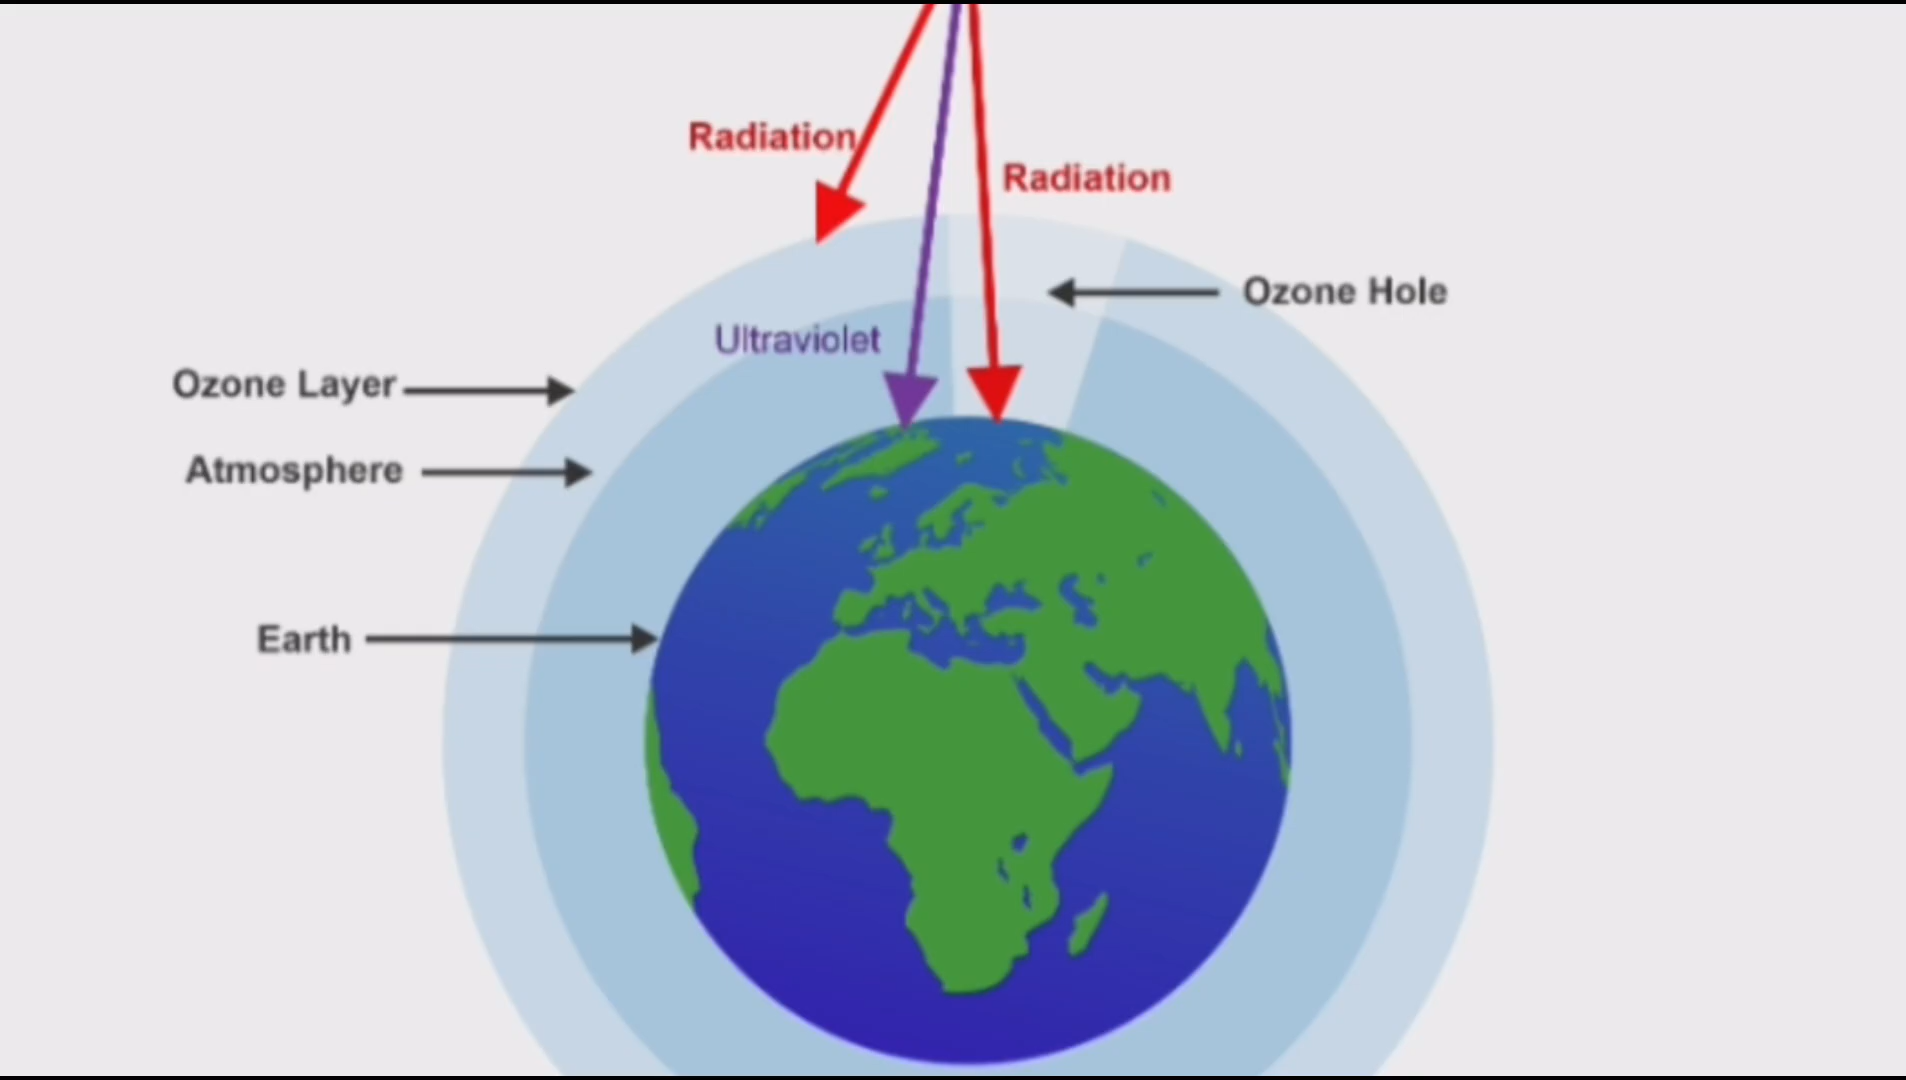 Radiation
Radiation
Ozone Hole
Ultraviolet
Ozone Layer
Atmosphere
Earth